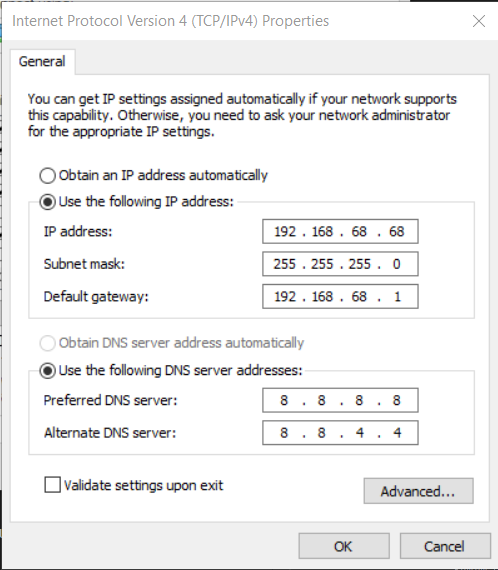 Internet Protocol Version 4 (TCP/IPv4) Properties
General
You can get IP settings assigned automatically if your network supports
this capability. Otherwise, you need to ask your network administrator
for the appropriate IP settings.
Obtain an IP address automatically
Use the following IP address:
IP address: 192 . 168 . 68 . 68
Subnet mask: 255 . 255 . 255 . 0
Default gateway: 192 . 168 . 68 . 1
Obtain DNS server address automatically
Use the following DNS server addresses:
Preferred DNS server: 8 . 8 . 8 . 8
Alternate DNS server: 8 . 8 . 4 . 4
Validate settings upon exit
Advanced...
OK Cancel